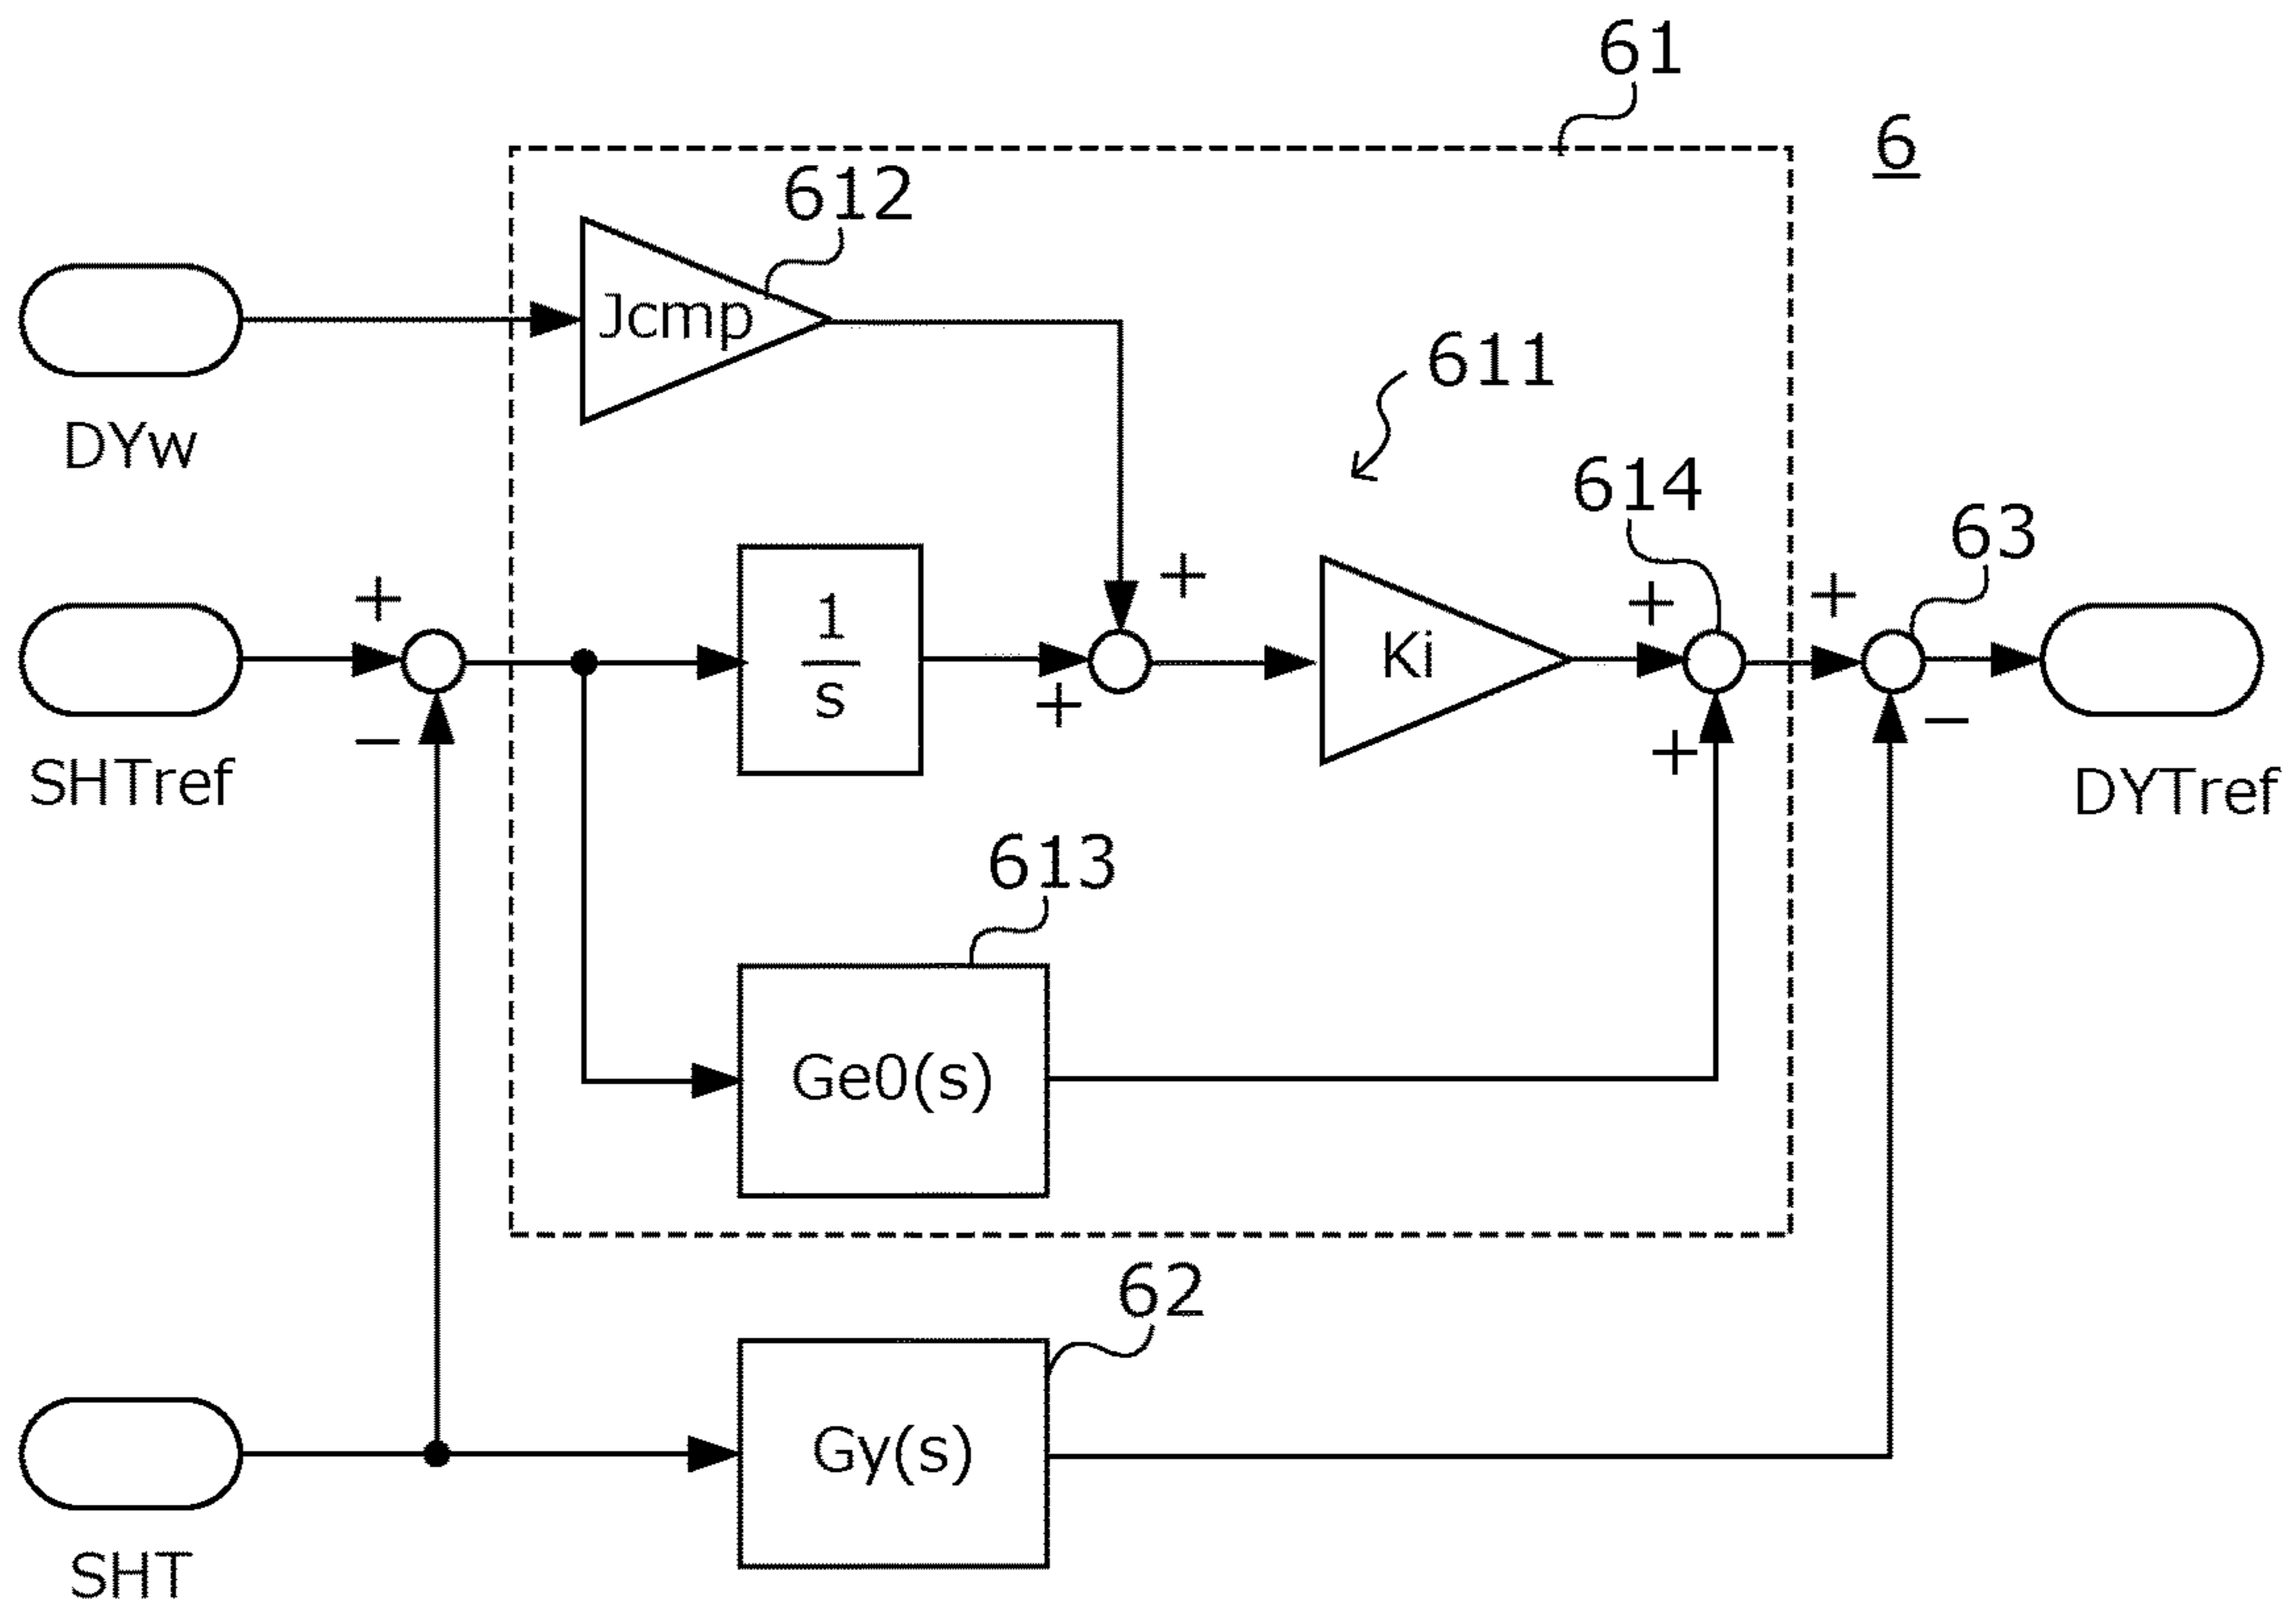 61
6
612
Jcmp
DYw
611
614
63
+
+
+
+
1
s
Ki
−
+
+
−
SHTref
DYTref
613
Ge0(s)
62
Gy(s)
SHT